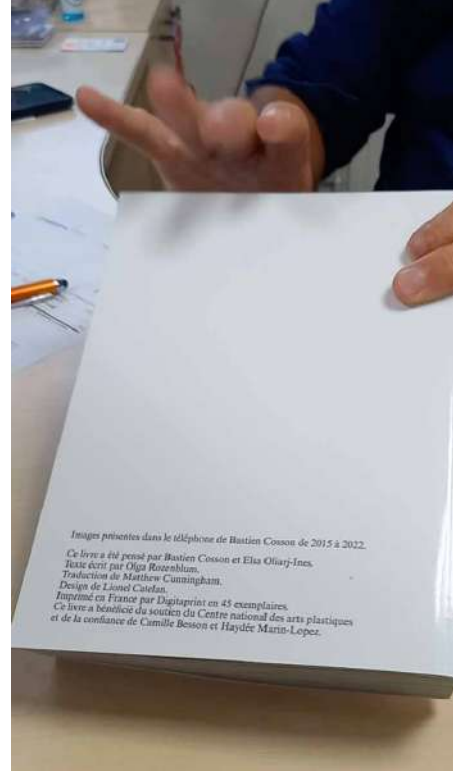 Images présentes dans le téléphone de Bastien Cosson de 2015 à 2022.
Ce livre a été pensé par Bastien Cosson et Elsa Oliarj-Ines.
Texte écrit par Olga Rozenblum.
Traduction de Matthew Cunningham.
Design de Lionel Catelan.
Imprimé en France par Digitaprint en 45 exemplaires.
Ce livre a bénéficié du soutien du Centre national des arts plastiques
et de la confiance de Camille Besson et Haydée Marin-Lopez.